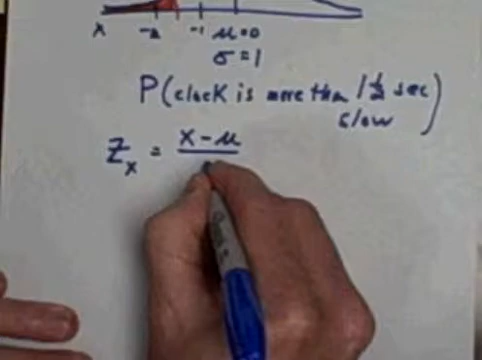 x -2 -1 μ=0
σ=1
P(clock is more than 1½ sec
slow)
Zx = x-μ